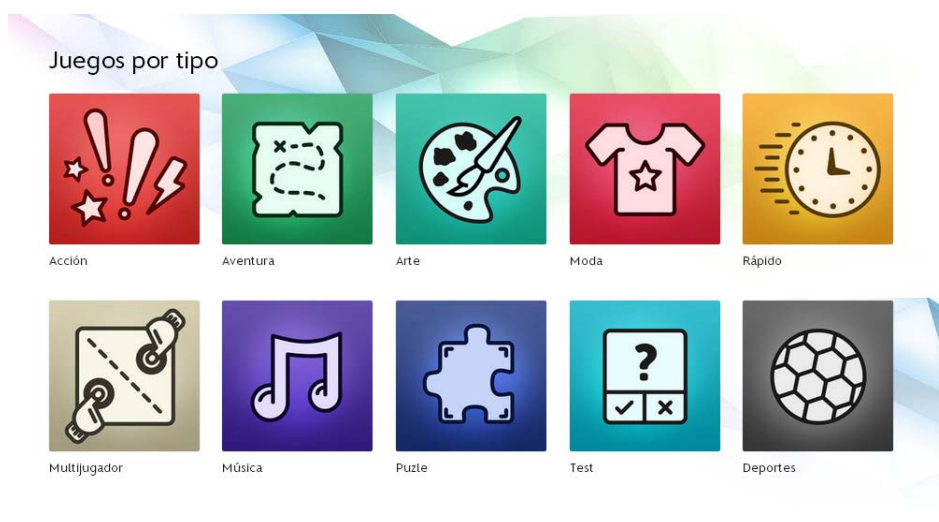 Juegos por tipo
Acción
Aventura
Arte
Moda
Rápido
Multijugador
Música
Puzle
Test
Deportes